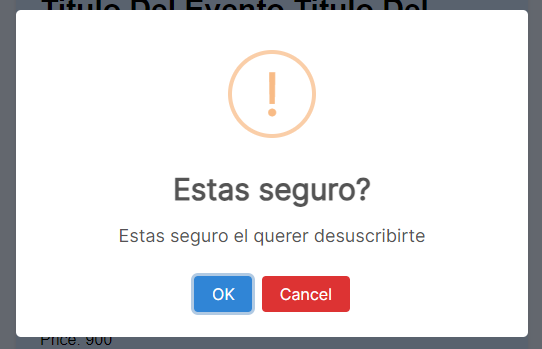 Titulo Del Evento Titulo Del
!
Estas seguro?
Estas seguro el querer desuscribirte
OK Cancel
Price: 900